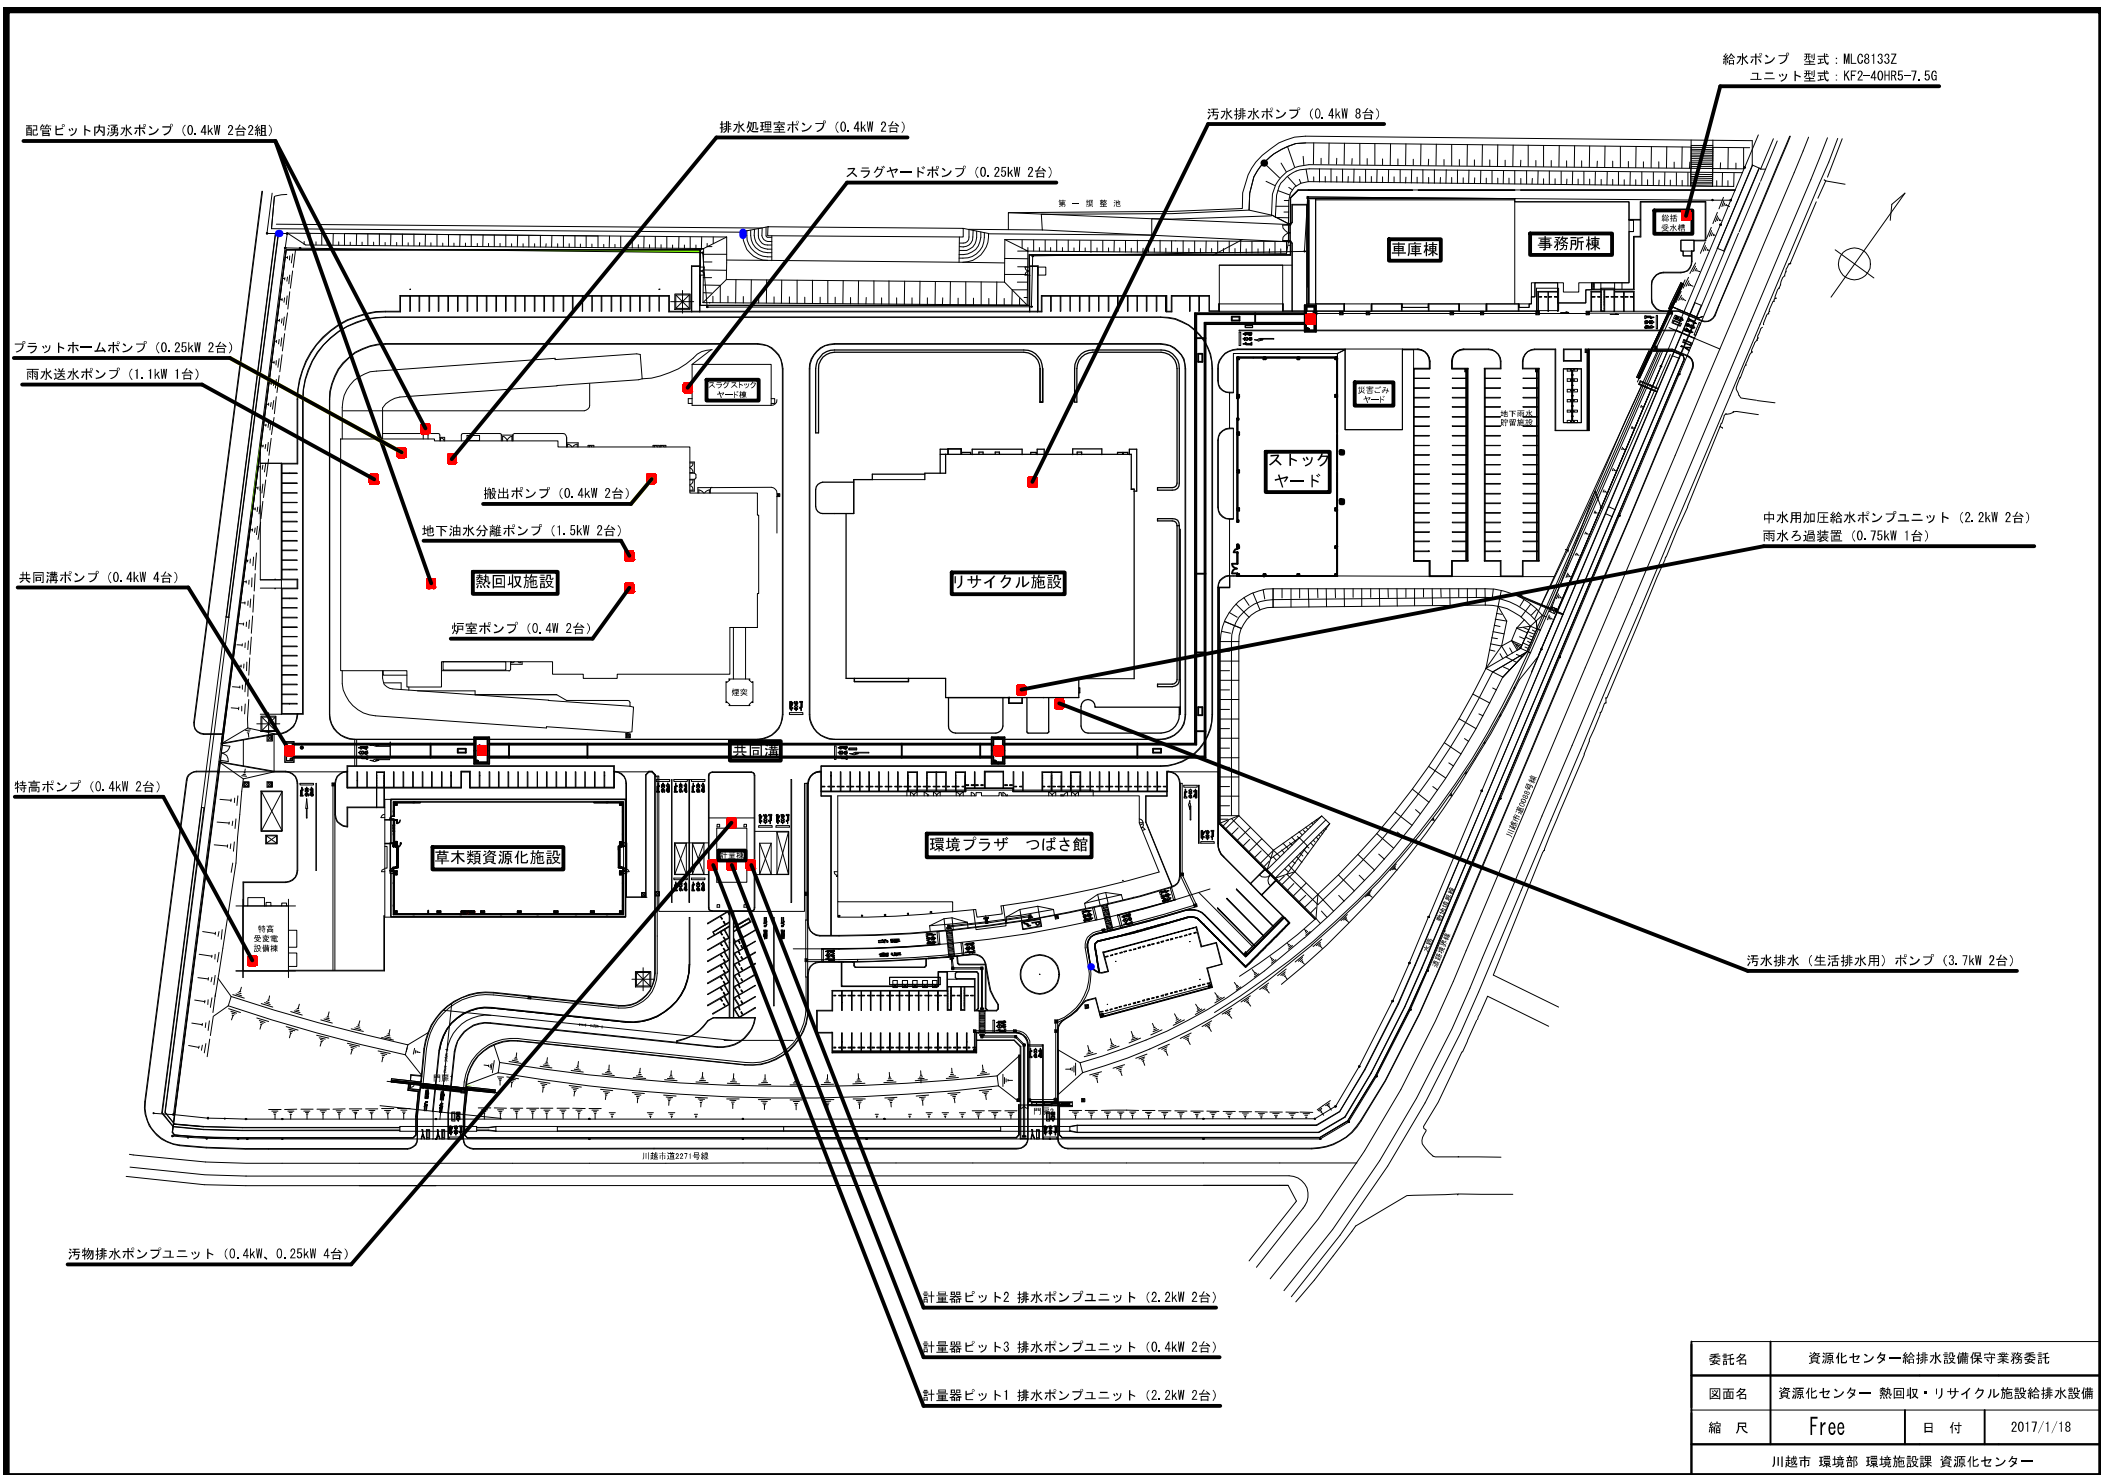 給水ポンプ 型式：MLC8133Z
ユニット型式：KF2-40HR5-7.5G
配管ピット内湧水ポンプ（0.4kW 2台2組）
排水処理室ポンプ（0.4kW 2台）
汚水排水ポンプ（0.4kW 8台）
スラグヤードポンプ（0.25kW 2台）
第一調整池
総括
受水槽
車庫棟
事務所棟
プラットホームポンプ（0.25kW 2台）
雨水送水ポンプ（1.1kW 1台）
スラグストック
ヤード棟
災害ごみ
ヤード
地下雨水
貯留施設
ストック
ヤード
搬出ポンプ（0.4kW 2台）
地下油水分離ポンプ（1.5kW 2台）
中水用加圧給水ポンプユニット（2.2kW 2台）
雨水ろ過装置（0.75kW 1台）
共同溝ポンプ（0.4kW 4台）
熱回収施設
リサイクル施設
炉室ポンプ（0.4W 2台）
煙突
共同溝
特高ポンプ（0.4kW 2台）
川越市道0088号線
草木類資源化施設
計量棟
環境プラザ つばさ館
特高
受変電
設備棟
汚水排水（生活排水用）ポンプ（3.7kW 2台）
川越市道2271号線
汚物排水ポンプユニット（0.4kW、0.25kW 4台）
計量器ピット2 排水ポンプユニット（2.2kW 2台）
計量器ピット3 排水ポンプユニット（0.4kW 2台）
計量器ピット1 排水ポンプユニット（2.2kW 2台）
委託名 資源化センター給排水設備保守業務委託
図面名 資源化センター 熱回収・リサイクル施設給排水設備
縮尺 Free 日付 2017/1/18
川越市 環境部 環境施設課 資源化センター